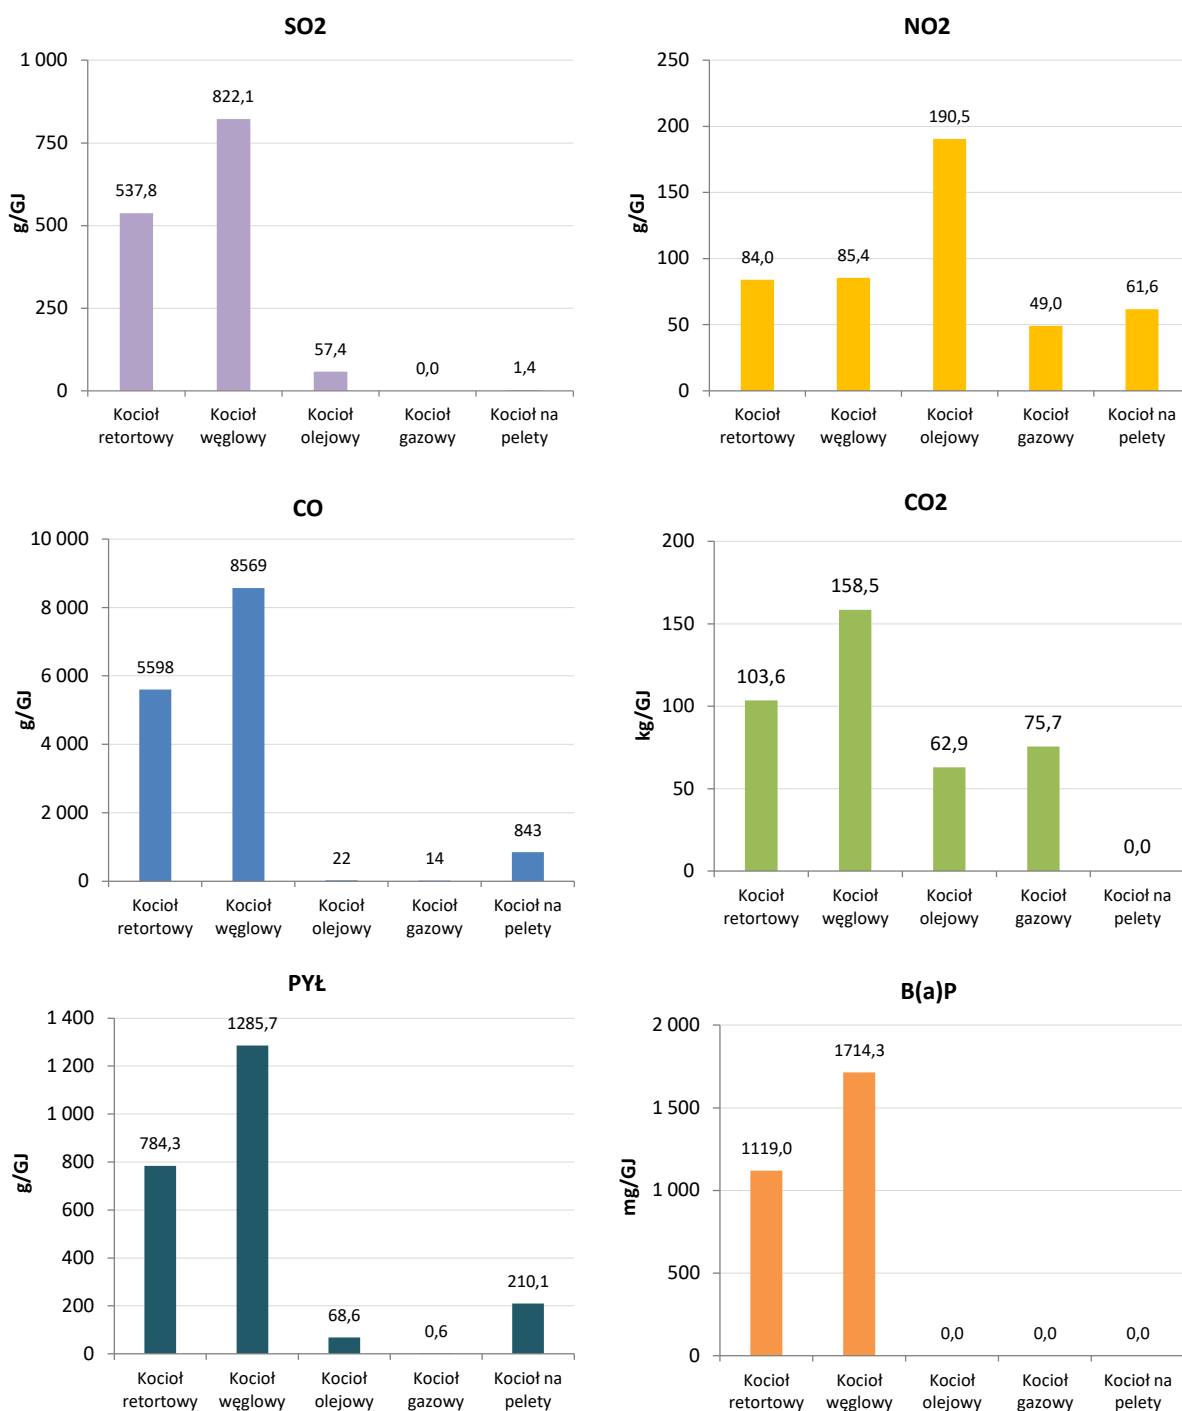 SO2
g/GJ
1 000
750
500
250
0
537,8
822,1
57,4
0,0
1,4
Kocioł retortowy
Kocioł węglowy
Kocioł olejowy
Kocioł gazowy
Kocioł na pelety
NO2
g/GJ
250
200
150
100
50
0
84,0
85,4
190,5
49,0
61,6
Kocioł retortowy
Kocioł węglowy
Kocioł olejowy
Kocioł gazowy
Kocioł na pelety
CO
g/GJ
10 000
8 000
6 000
4 000
2 000
0
5598
8569
22
14
843
Kocioł retortowy
Kocioł węglowy
Kocioł olejowy
Kocioł gazowy
Kocioł na pelety
CO2
kg/GJ
200
150
100
50
0
103,6
158,5
62,9
75,7
0,0
Kocioł retortowy
Kocioł węglowy
Kocioł olejowy
Kocioł gazowy
Kocioł na pelety
PYŁ
g/GJ
1 400
1 200
1 000
800
600
400
200
0
784,3
1285,7
68,6
0,6
210,1
Kocioł retortowy
Kocioł węglowy
Kocioł olejowy
Kocioł gazowy
Kocioł na pelety
B(a)P
mg/GJ
2 000
1 500
1 000
500
0
1119,0
1714,3
0,0
0,0
0,0
Kocioł retortowy
Kocioł węglowy
Kocioł olejowy
Kocioł gazowy
Kocioł na pelety